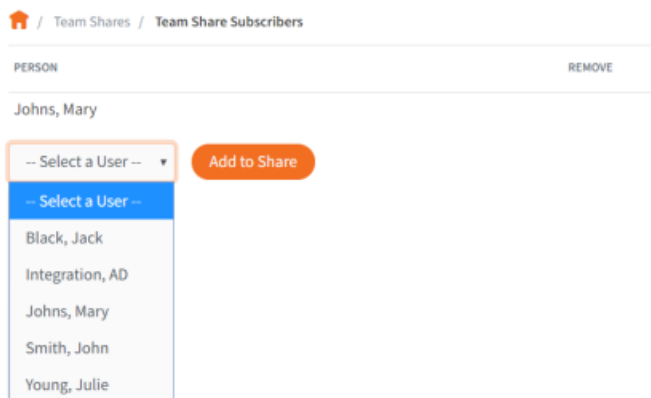 / Team Shares / Team Share Subscribers
PERSON REMOVE
Johns, Mary
-- Select a User -- Add to Share
-- Select a User --
Black, Jack
Integration, AD
Johns, Mary
Smith, John
Young, Julie